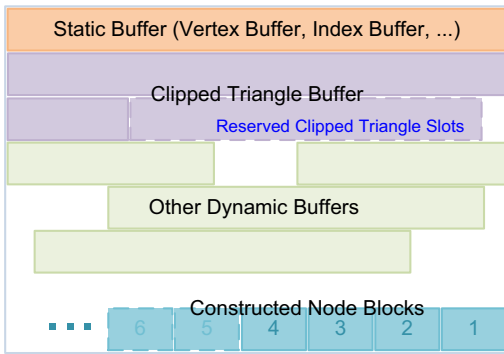 Static Buffer (Vertex Buffer, Index Buffer, ...)
Clipped Triangle Buffer
Reserved Clipped Triangle Slots
Other Dynamic Buffers
Constructed Node Blocks
... 6 5 4 3 2 1